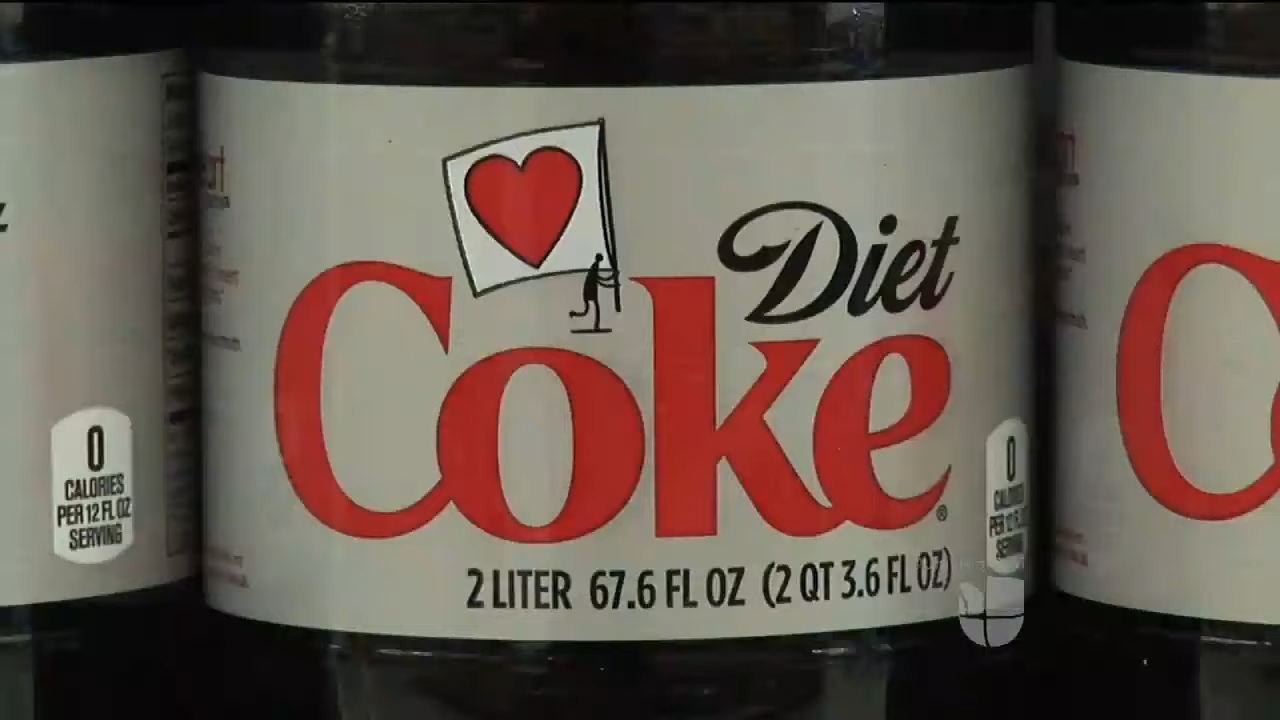 Diet
Coke®
2 LITER 67.6 FL OZ (2 QT 3.6 FL OZ)
0
CALORIES
PER 12 FL OZ
SERVING
0